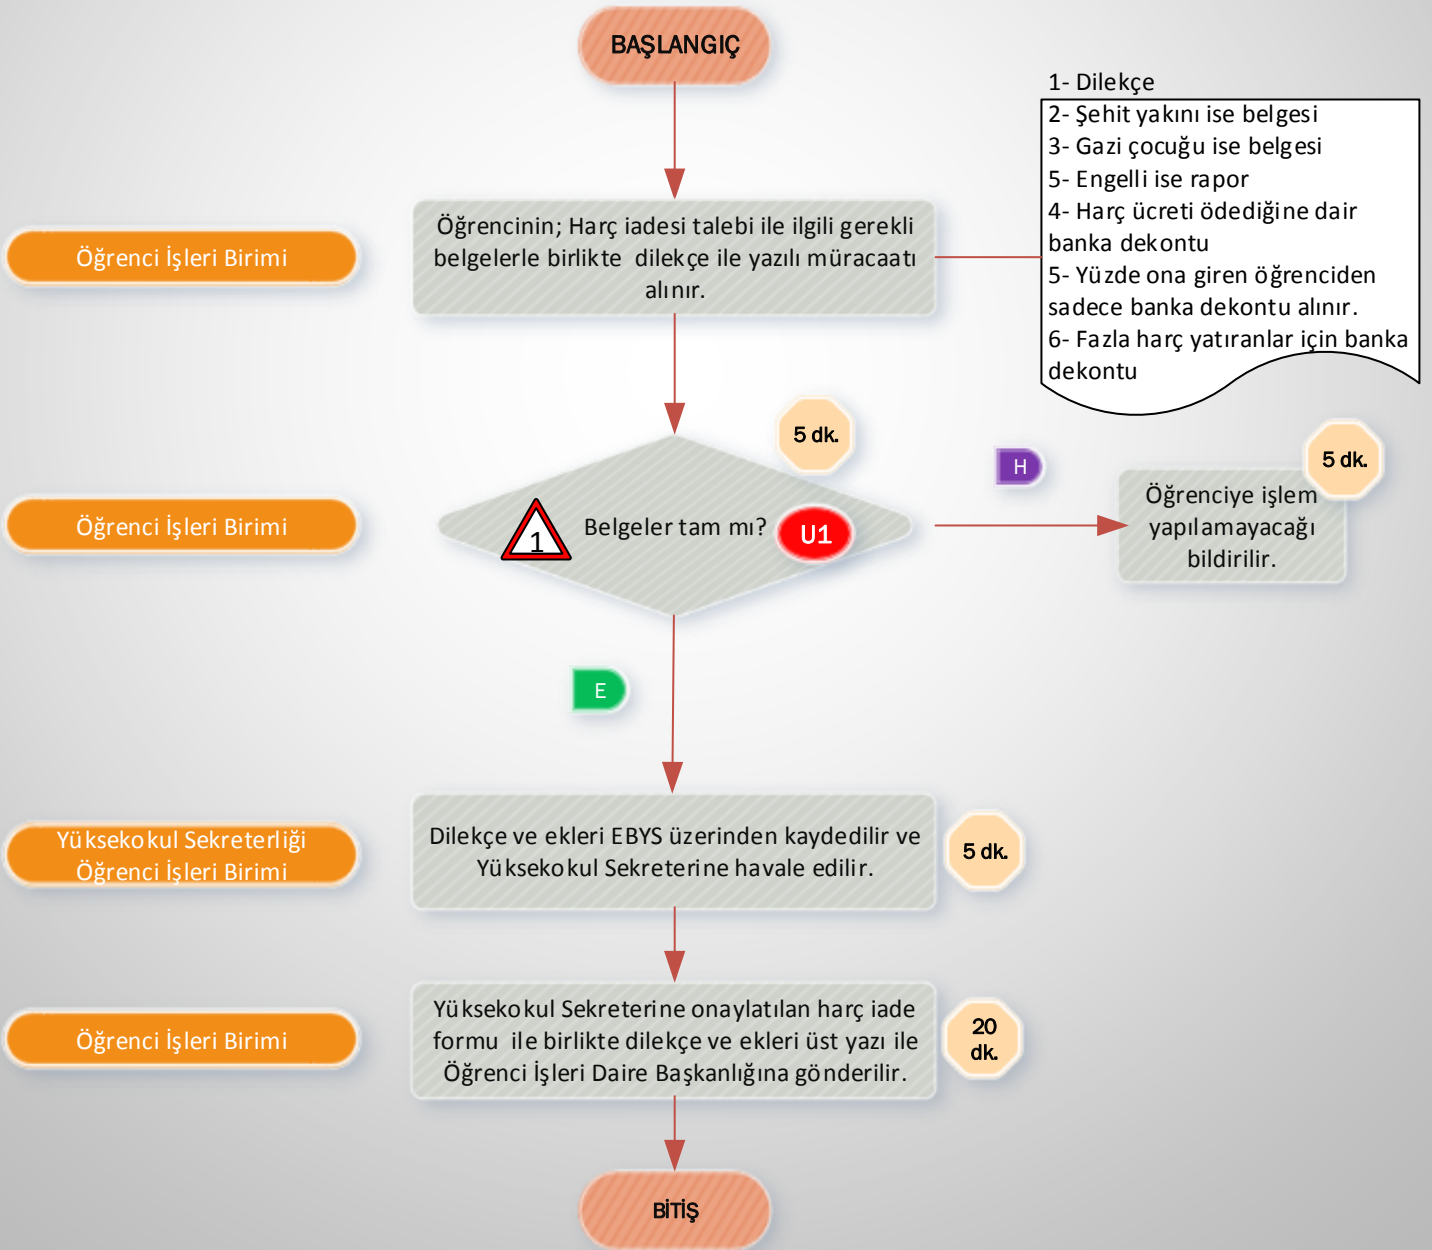 BAŞLANGIÇ
1- Dilekçe
2- Şehit yakını ise belgesi
3- Gazi çocuğu ise belgesi
5- Engelli ise rapor
4- Harç ücreti ödediğine dair
banka dekontu
5- Yüzde ona giren öğrenciden
sadece banka dekontu alınır.
6- Fazla harç yatıranlar için banka
dekontu
Öğrenci İşleri Birimi
Öğrencinin; Harç iadesi talebi ile ilgili gerekli
belgelerle birlikte dilekçe ile yazılı müracaatı
alınır.
5 dk.
Öğrenci İşleri Birimi
1
Belgeler tam mı?
U1
H
5 dk.
Öğrenciye işlem
yapılamayacağı
bildirilir.
E
Yüksekokul Sekreterliği
Öğrenci İşleri Birimi
Dilekçe ve ekleri EBYS üzerinden kaydedilir ve
Yüksekokul Sekreterine havale edilir.
5 dk.
Öğrenci İşleri Birimi
Yüksekokul Sekreterine onaylatılan harç iade
formu ile birlikte dilekçe ve ekleri üst yazı ile
Öğrenci İşleri Daire Başkanlığına gönderilir.
20
dk.
BİTİŞ